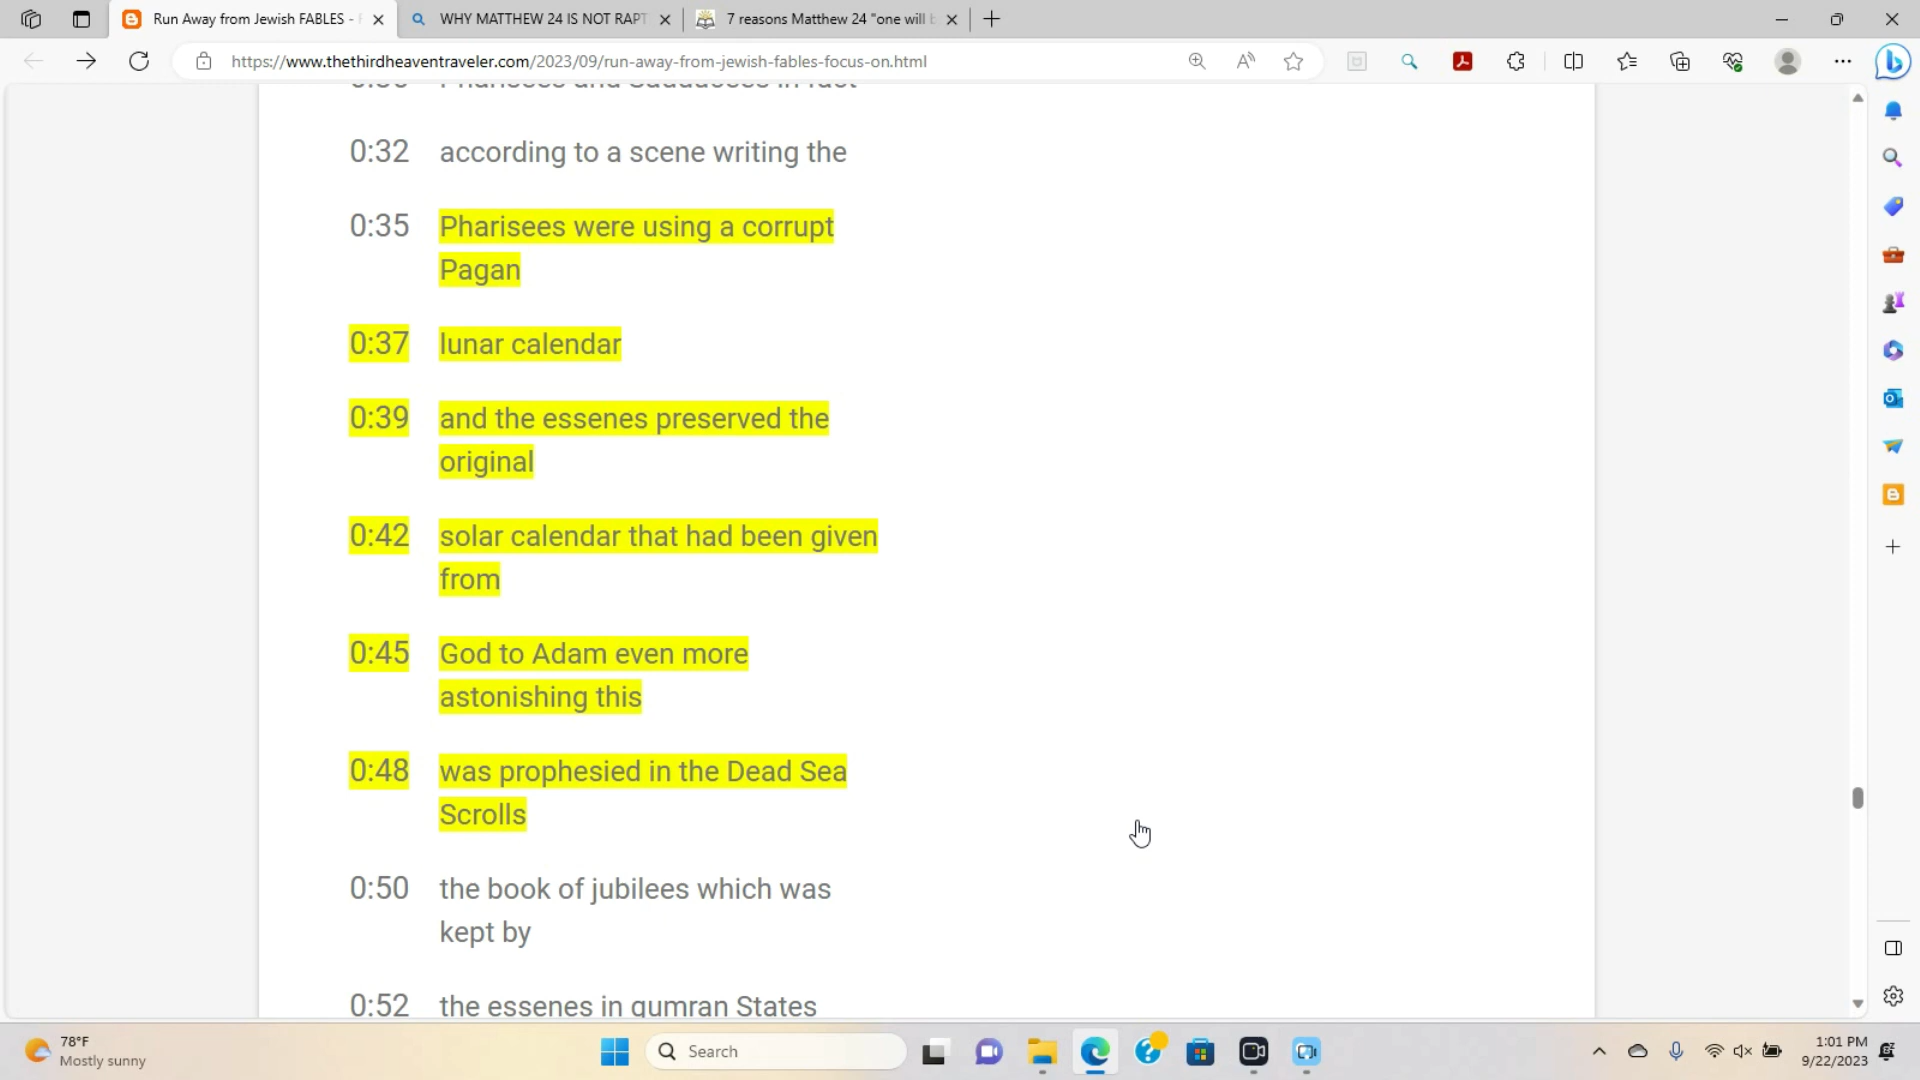 Run Away from Jewish FABLES -
WHY MATTHEW 24 IS NOT RAPT
7 reasons Matthew 24 "one will
https://www.thethirdheaventraveler.com/2023/09/run-away-from-jewish-fables-focus-on.html
0:32 according to a scene writing the
0:35 Pharisees were using a corrupt
Pagan
0:37 lunar calendar
0:39 and the essenes preserved the
original
0:42 solar calendar that had been given
from
0:45 God to Adam even more
astonishing this
0:48 was prophesied in the Dead Sea
Scrolls
0:50 the book of jubilees which was
kept by
0:52 the essenes in qumran States
78°F
Mostly sunny
Search
1:01 PM
9/22/2023